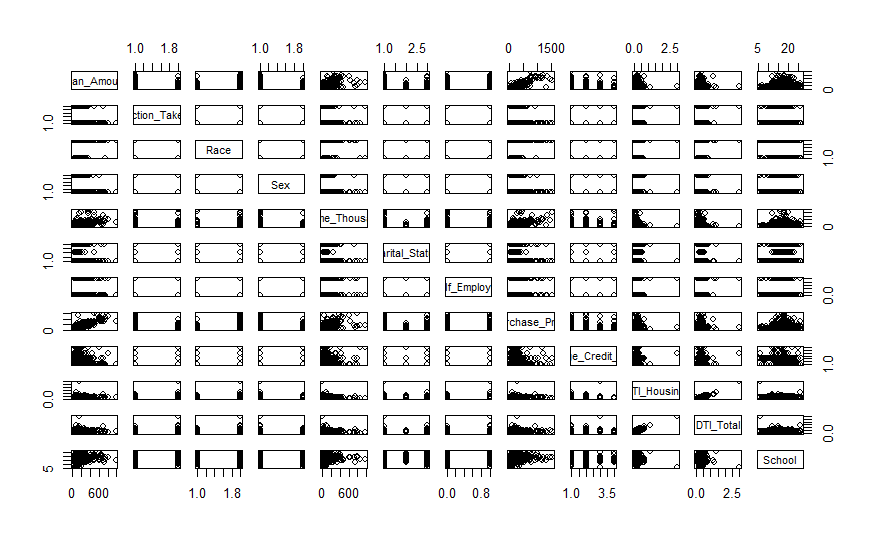 1.0 1.8 1.0 1.8 1.0 2.5 0 1500 0.0 2.5 5 20
an_Amou 0
1.0 ction_Take
Race 1.0
1.0 Sex
ne_Thous 0
1.0 arital_Stat
lf_Employ 0.0
0 rchase_Pr
ge_Credit_ 1.0
0.0 TI_Housin
DTI_Total 0.0
5 School
0 600 1.0 1.8 0 600 0.0 0.8 1.0 3.5 0.0 2.5